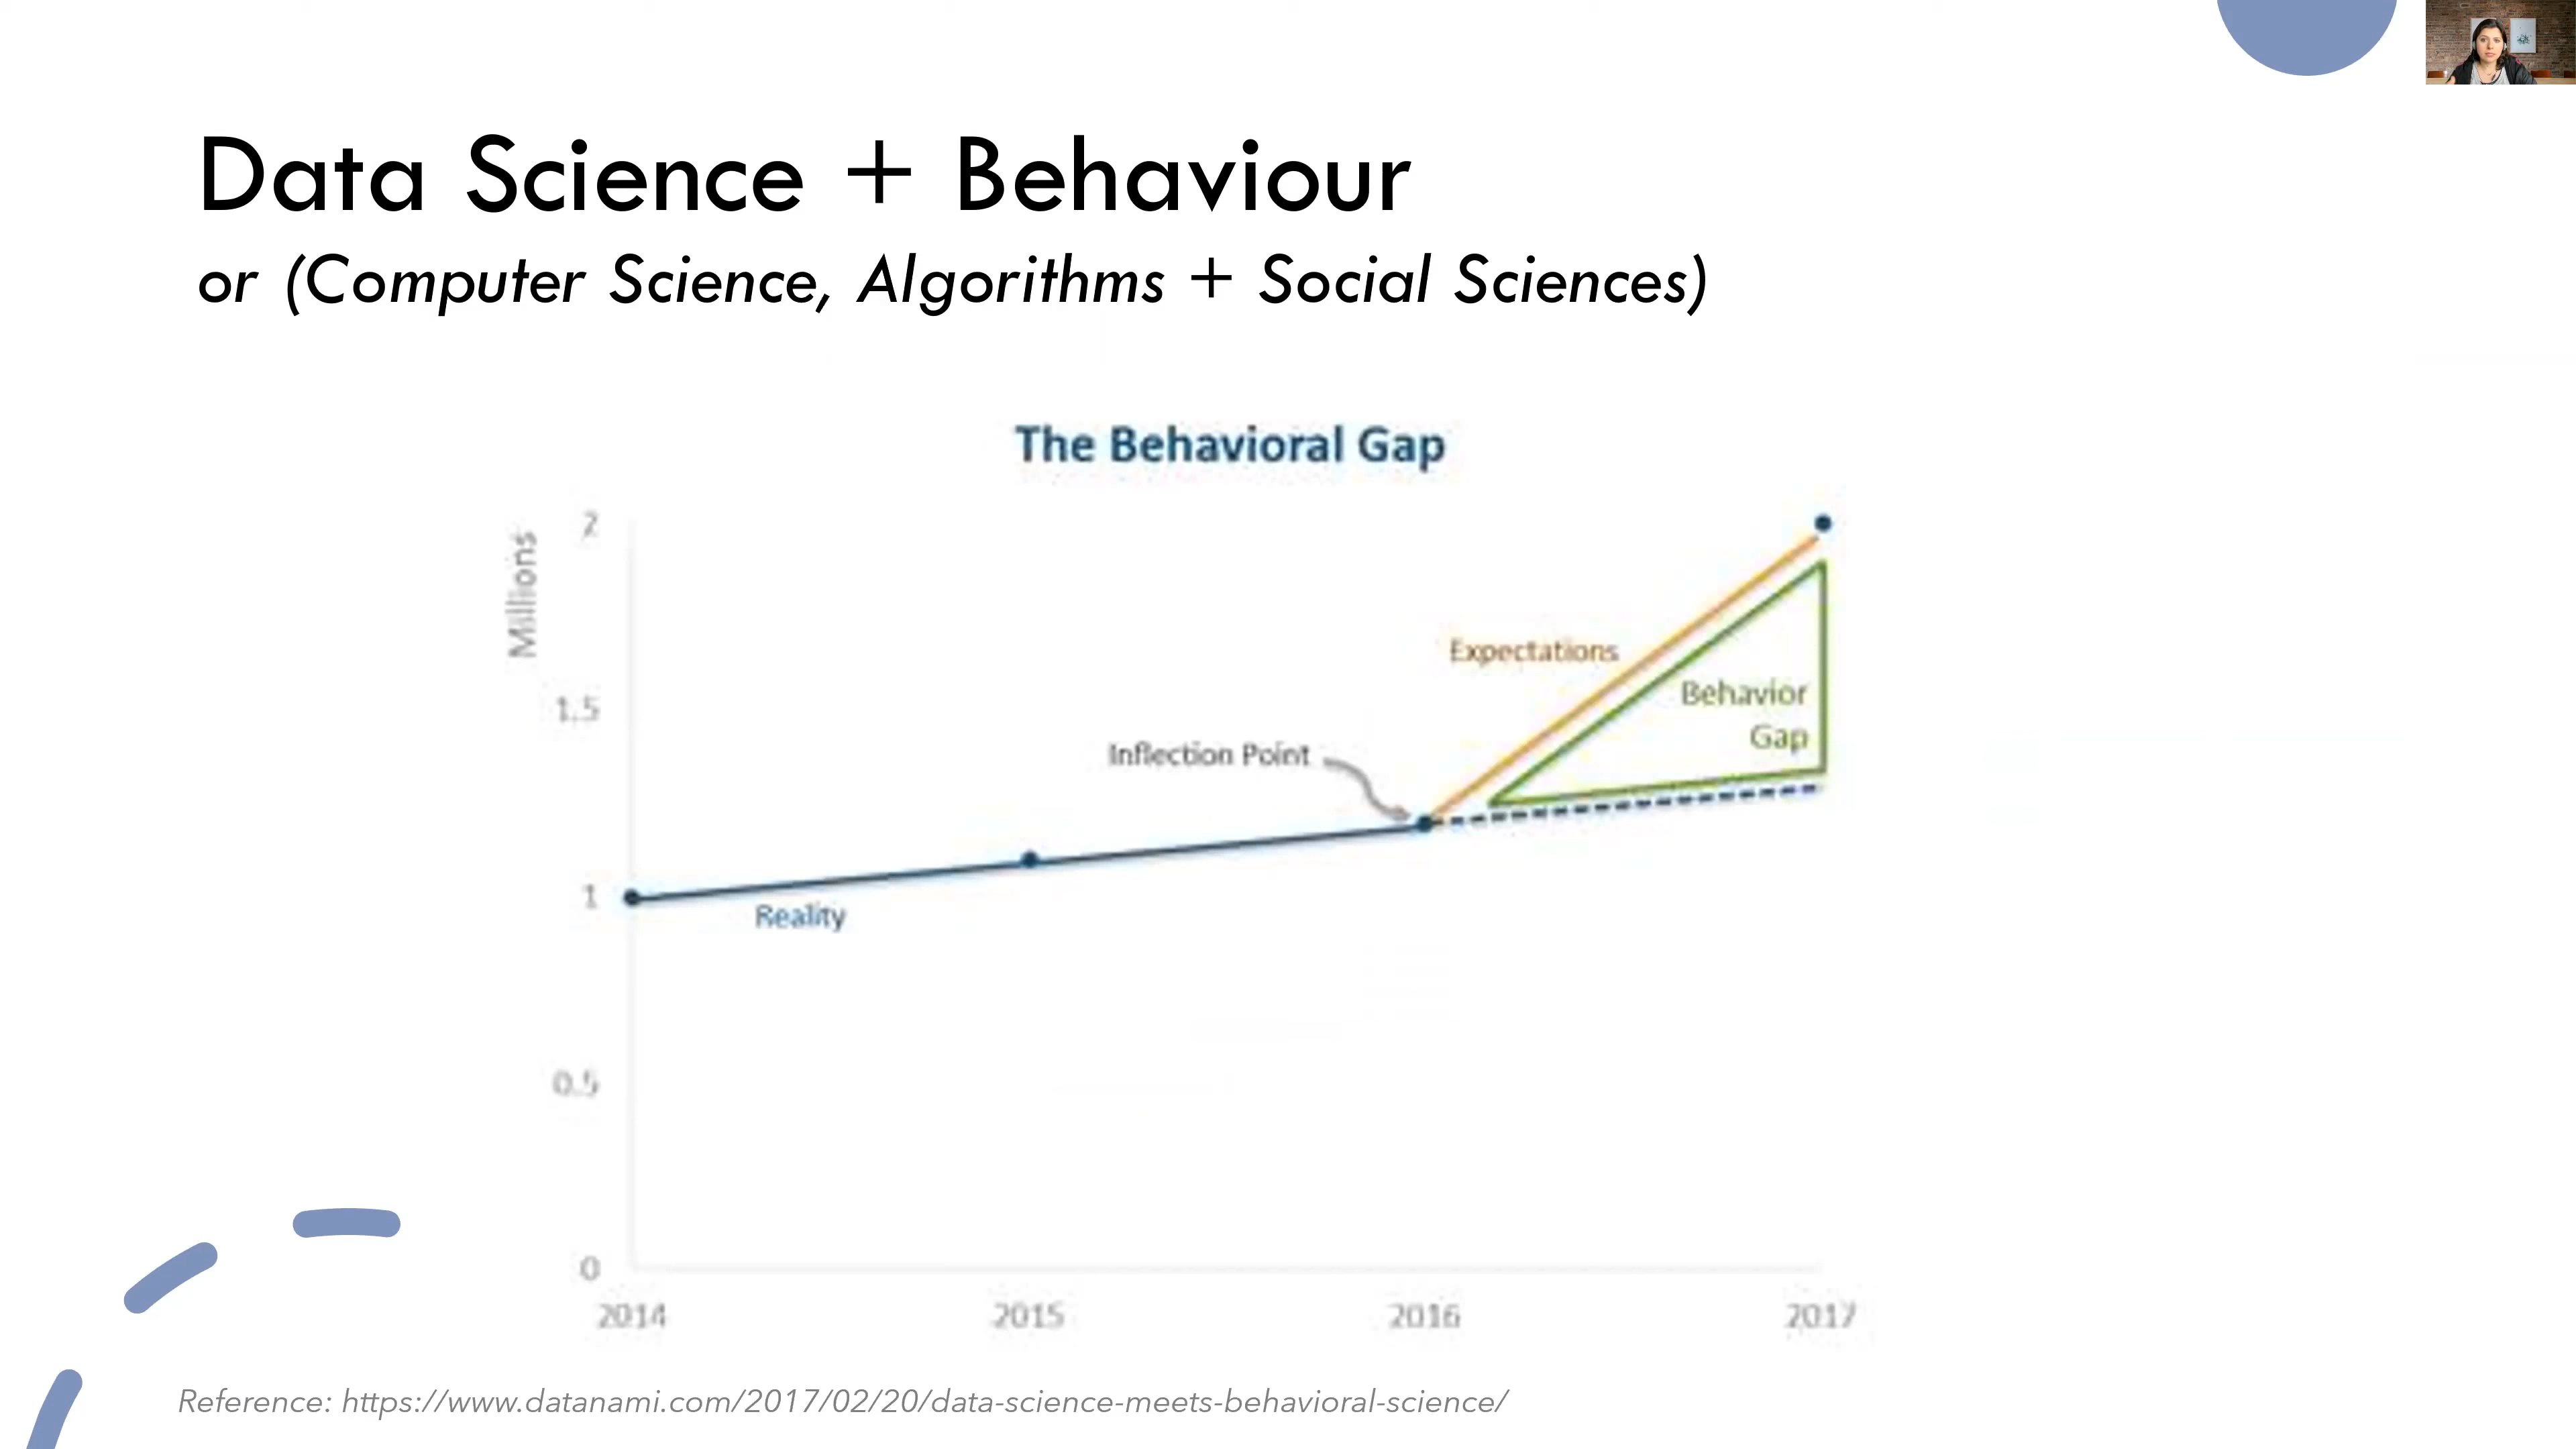 Data Science + Behaviour
or (Computer Science, Algorithms + Social Sciences)
The Behavioral Gap
Millions
2
1.5
1
0.5
0
Expectations
Behavior
Gap
Inflection Point
Reality
2014
2015
2016
2017
Reference: https://www.datanami.com/2017/02/20/data-science-meets-behavioral-science/